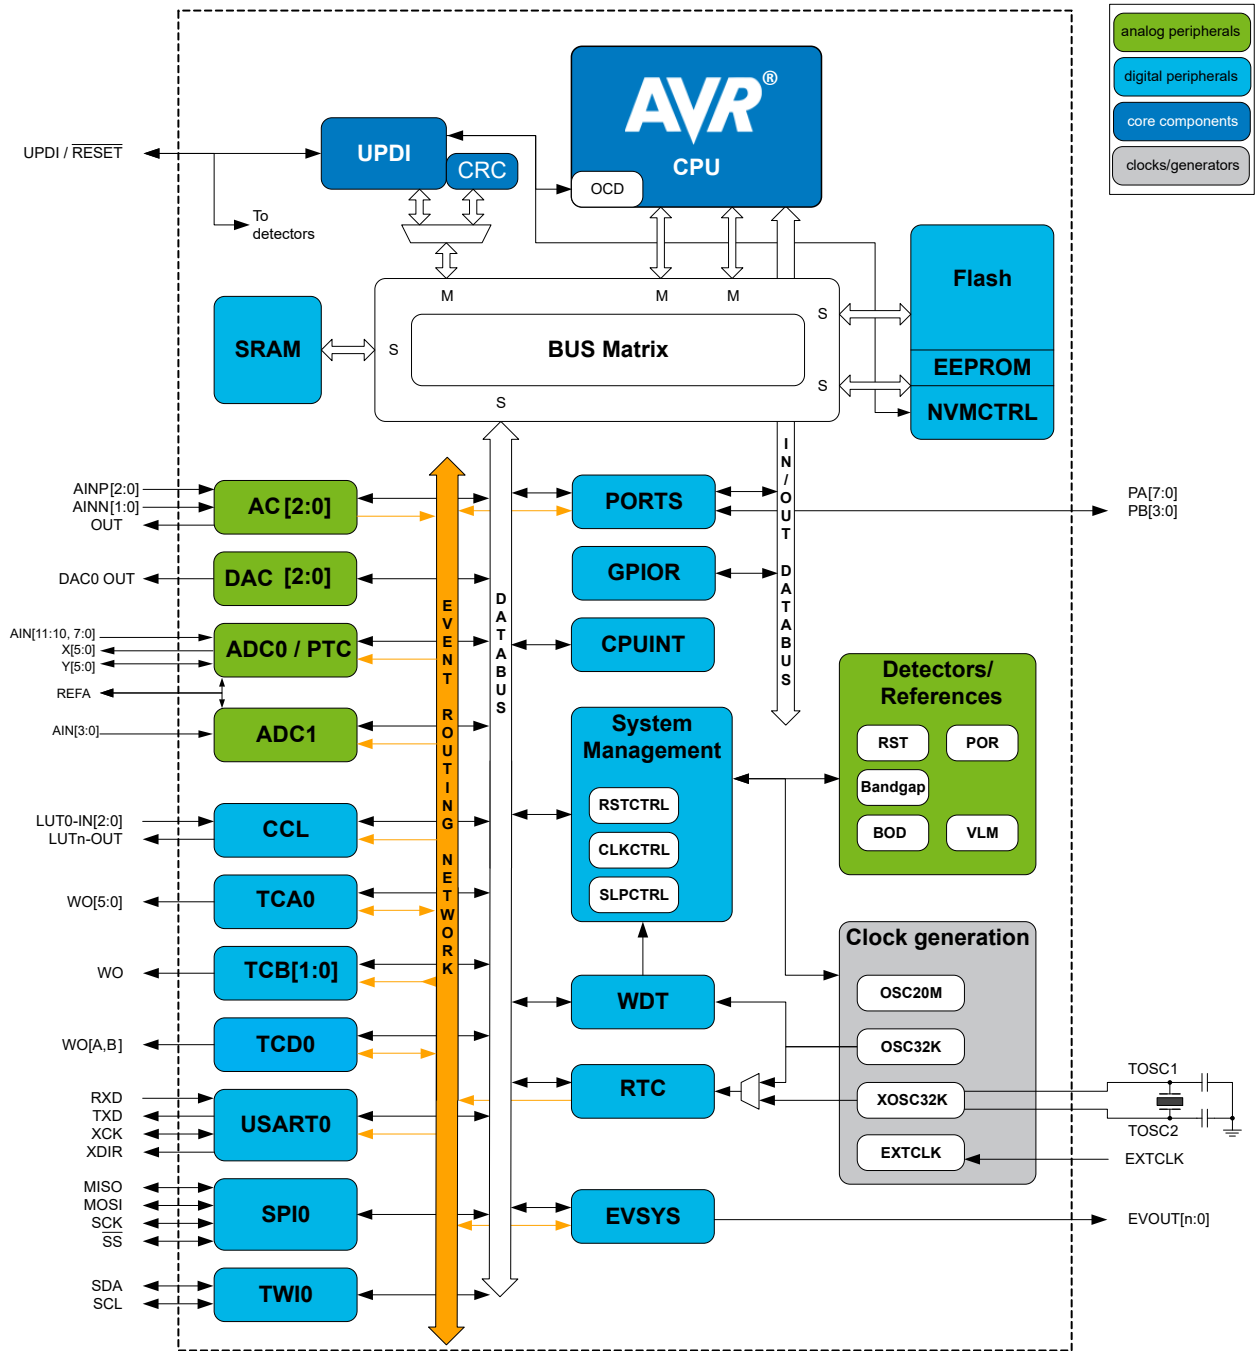 analog peripherals
digital peripherals
core components
clocks/generators
AVR®
CPU
OCD
UPDI / RESET
UPDI
CRC
To
detectors
M
M
M
S
S
S
S
BUS Matrix
SRAM
Flash
EEPROM
NVMCTRL
IN/OUT DATABUS
DATABUS
EVENT ROUTING NETWORK
AINP[2:0]
AINN[1:0]
OUT
AC [2:0]
PORTS
PA[7:0]
PB[3:0]
DAC0 OUT
DAC [2:0]
GPIOR
AIN[11:10, 7:0]
X[5:0]
Y[5:0]
ADC0 / PTC
CPUINT
REFA
AIN[3:0]
ADC1
System
Management
RSTCTRL
CLKCTRL
SLPCTRL
Detectors/
References
RST
POR
Bandgap
BOD
VLM
LUT0-IN[2:0]
LUTn-OUT
CCL
WO[5:0]
TCA0
WO
TCB[1:0]
WDT
Clock generation
OSC20M
OSC32K
XOSC32K
EXTCLK
WO[A,B]
TCD0
RTC
TOSC1
TOSC2
EXTCLK
RXD
TXD
XCK
XDIR
USART0
MISO
MOSI
SCK
SS
SPI0
EVSYS
EVOUT[n:0]
SDA
SCL
TWI0